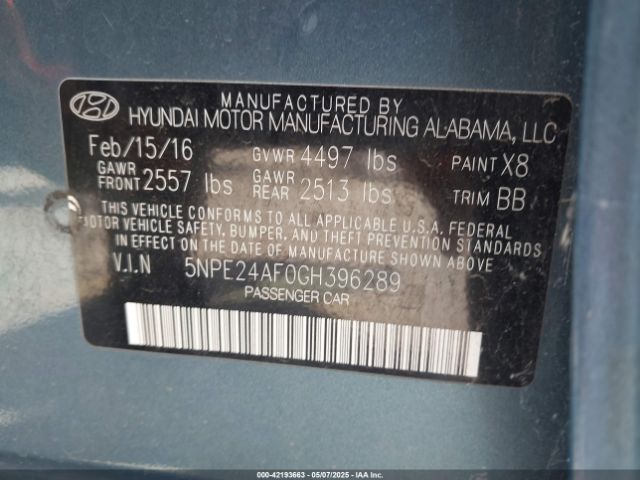 MANUFACTURED BY
HYUNDAI MOTOR MANUFACTURING ALABAMA, LLC
Feb/15/16 GVWR 4497 lbs PAINT X8
GAWR FRONT 2557 lbs GAWR REAR 2513 lbs TRIM BB
THIS VEHICLE CONFORMS TO ALL APPLICABLE U.S.A. FEDERAL
MOTOR VEHICLE SAFETY, BUMPER, AND THEFT PREVENTION STANDARDS
IN EFFECT ON THE DATE OF MANUFACTURE SHOWN ABOVE.
V.I.N 5NPE24AF0GH396289
PASSENGER CAR
000-42193663 - 05/07/2025 - IAAI.COM